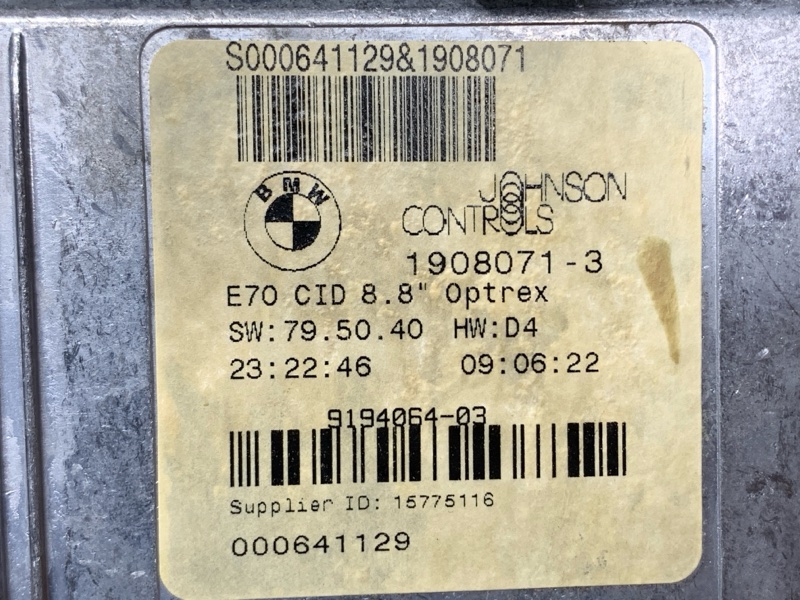 S000641129&1908071
BMW
JOHNSON
CONTROLS
1908071-3
E70 CID 8.8" Optrex
SW:79.50.40 HW:D4
23:22:46 09:06:22
9194064-03
Supplier ID: 15775116
000641129